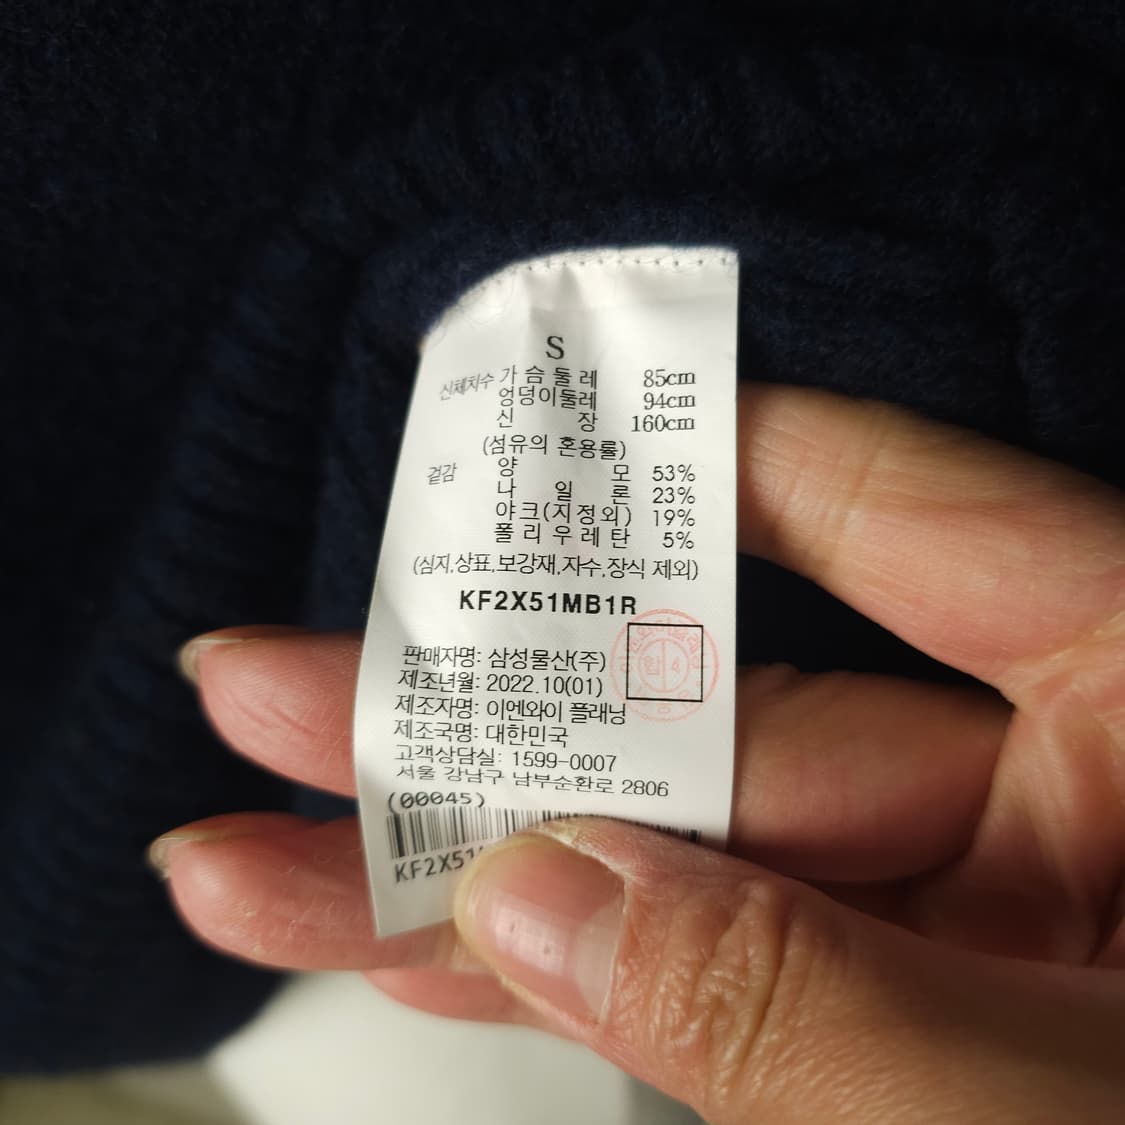 S
신체치수 가슴둘레 85cm
엉덩이둘레 94cm
신장 160cm
(섬유의 혼용률)
겉감 양모 53%
나일론 23%
야크(지정외) 19%
폴리우레탄 5%
(심지,상표,보강재,자수,장식 제외)
KF2X51MB1R
판매자명: 삼성물산(주)
제조년월: 2022.10(01)
제조자명: 이엔와이 플래닝
제조국명: 대한민국
고객상담실: 1599-0007
서울 강남구 남부순환로 2806
(00045)
KF2X51